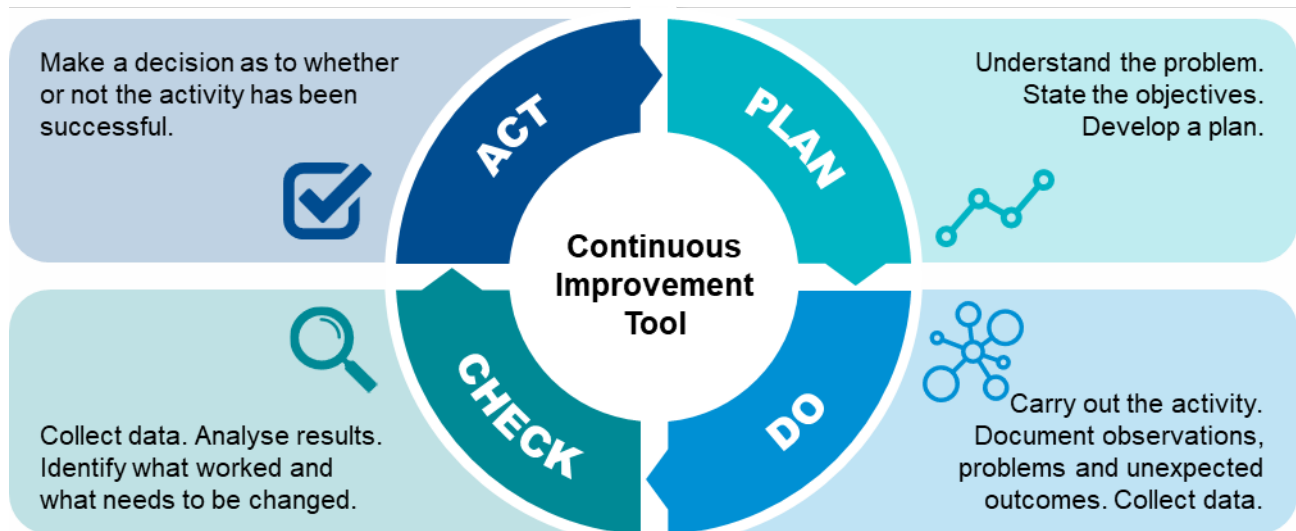 Make a decision as to whether
or not the activity has been
successful.
ACT
PLAN
Understand the problem.
State the objectives.
Develop a plan.
Continuous
Improvement
Tool
CHECK
DO
Collect data. Analyse results.
Identify what worked and
what needs to be changed.
Carry out the activity.
Document observations,
problems and unexpected
outcomes. Collect data.